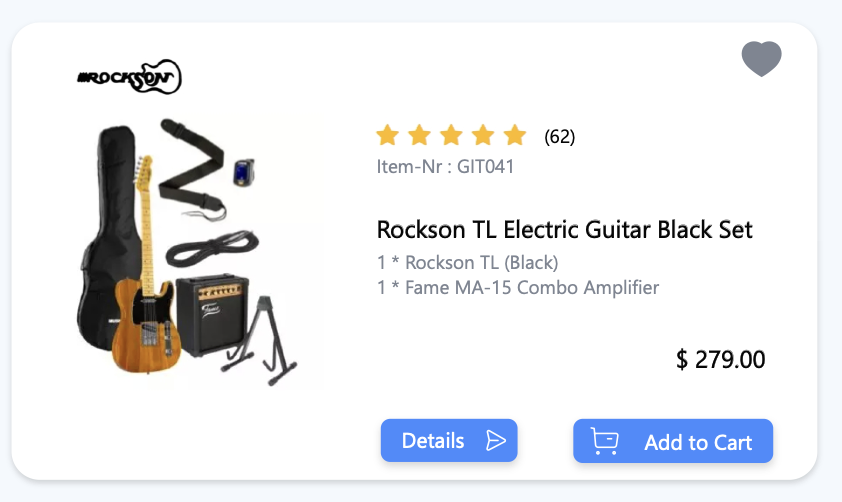 ROCKSON
(62)
Item-Nr : GIT041
Rockson TL Electric Guitar Black Set
1 * Rockson TL (Black)
1 * Fame MA-15 Combo Amplifier
Fame
$ 279.00
Details
Add to Cart